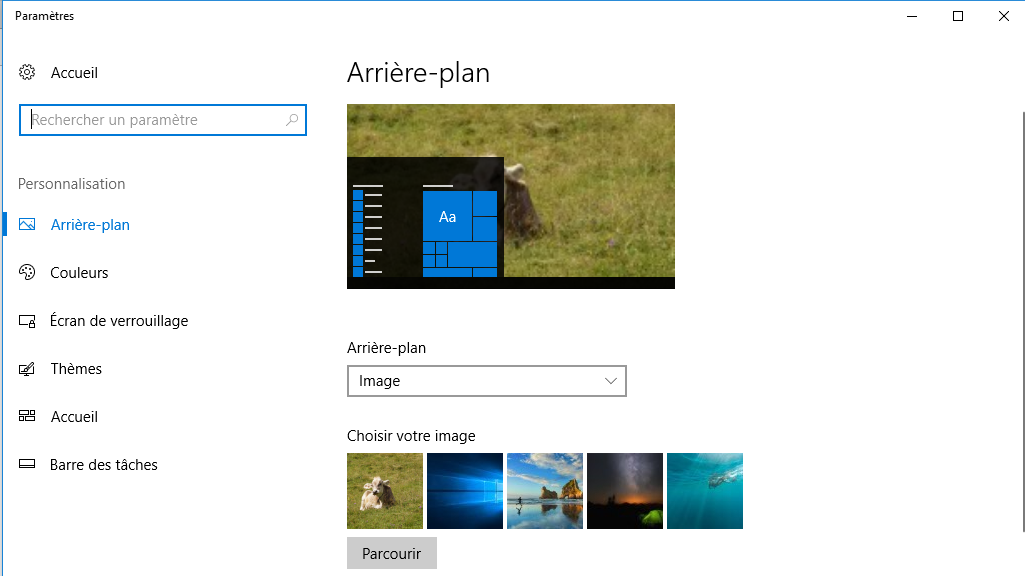 Paramètres
Accueil
Rechercher un paramètre
Personnalisation
Arrière-plan
Couleurs
Écran de verrouillage
Thèmes
Accueil
Barre des tâches
Arrière-plan
Aa
Arrière-plan
Image
Choisir votre image
Parcourir